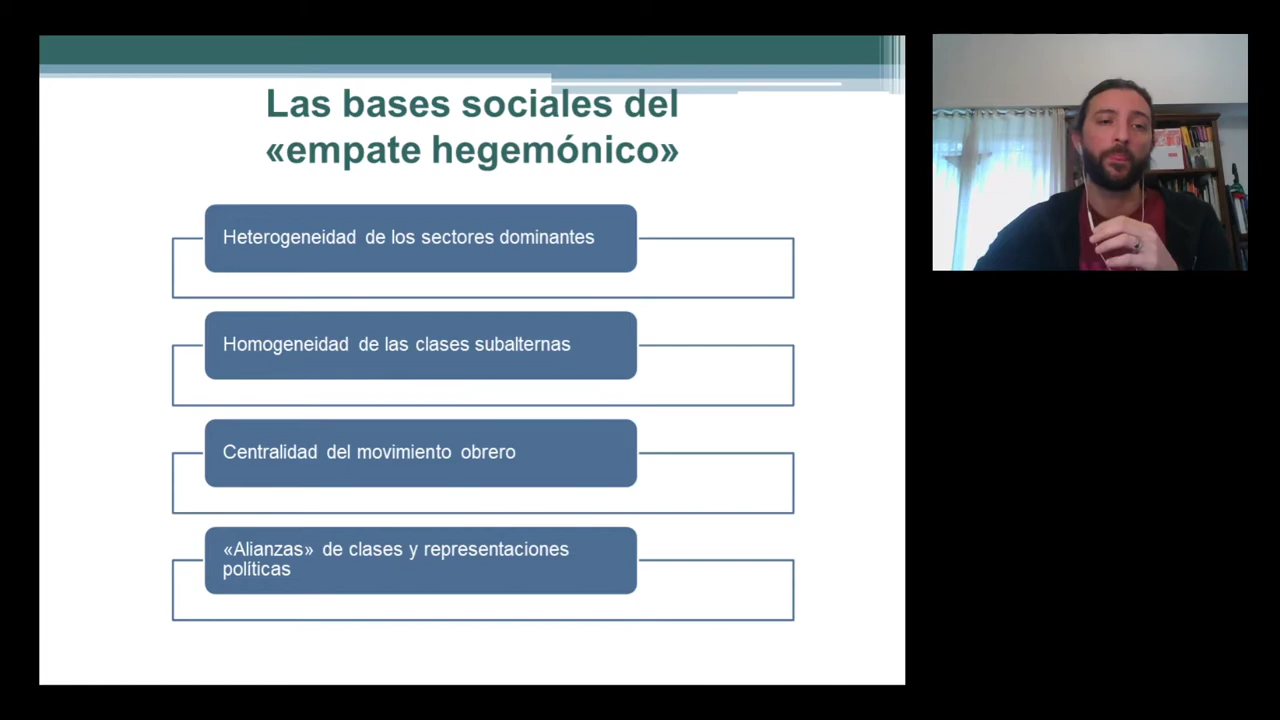 Las bases sociales del
«empate hegemónico»
Heterogeneidad de los sectores dominantes
Homogeneidad de las clases subalternas
Centralidad del movimiento obrero
«Alianzas» de clases y representaciones
políticas